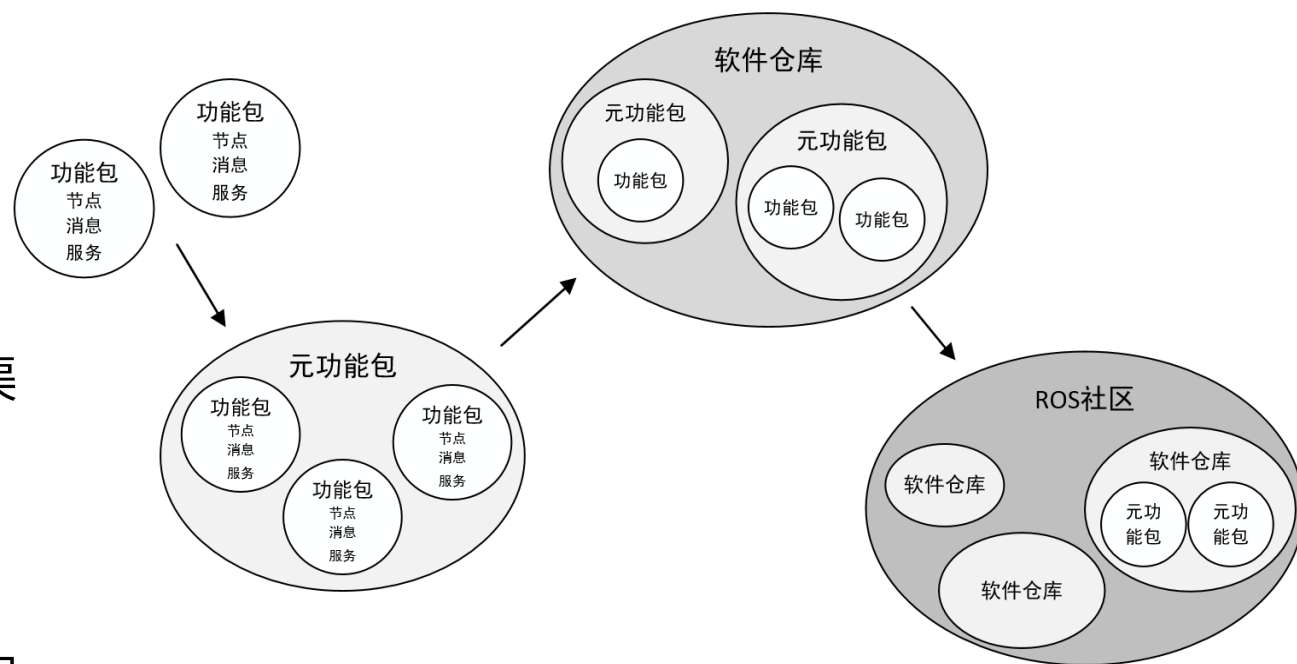 功能包
节点
消息
服务
功能包
节点
消息
服务
元功能包
功能包
节点
消息
服务
功能包
节点
消息
服务
功能包
节点
消息
服务
软件仓库
元功能包
功能包
元功能包
功能包
功能包
ROS社区
软件仓库
软件仓库
软件仓库
元功
能包
元功
能包